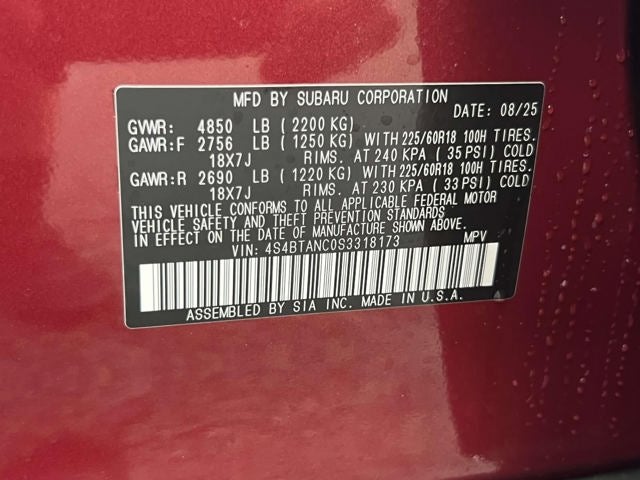 MFD BY SUBARU CORPORATION DATE: 08/25
GVWR: 4850 LB (2200 KG)
GAWR:F 2756 LB (1250 KG) WITH 225/60R18 100H TIRES.
18X7J RIMS. AT 240 KPA (35 PSI) COLD
GAWR:R 2690 LB (1220 KG) WITH 225/60R18 100H TIRES.
18X7J RIMS. AT 230 KPA (33 PSI) COLD
THIS VEHICLE CONFORMS TO ALL APPLICABLE FEDERAL MOTOR
VEHICLE SAFETY AND THEFT PREVENTION STANDARDS
IN EFFECT ON THE DATE OF MANUFACTURE SHOWN ABOVE.
VIN: 4S4BTANC0S3318173 MPV
ASSEMBLED BY SIA INC. MADE IN U.S.A.